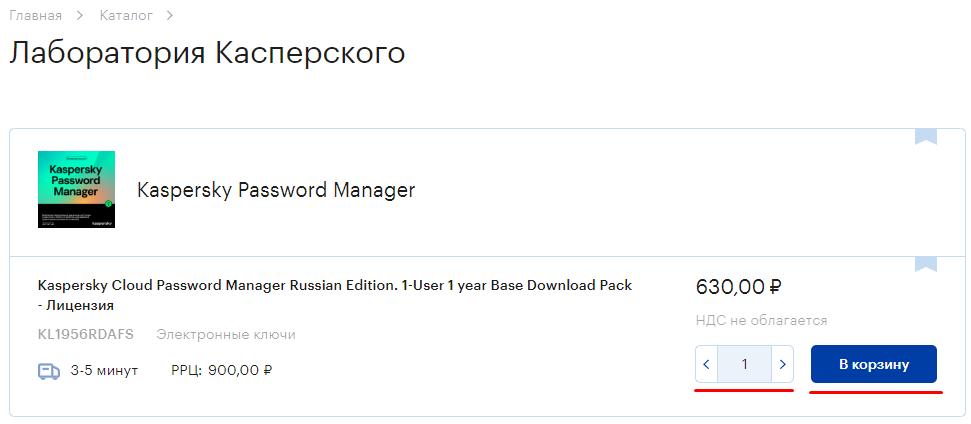 Главная > Каталог >
Лаборатория Касперского
Kaspersky
Password
Manager
kaspersky
Kaspersky Password Manager
Kaspersky Cloud Password Manager Russian Edition. 1-User 1 year Base Download Pack
- Лицензия
KL1956RDAFS Электронные ключи
3-5 минут РРЦ: 900,00 ₽
630,00 ₽
НДС не облагается
< 1 >
В корзину